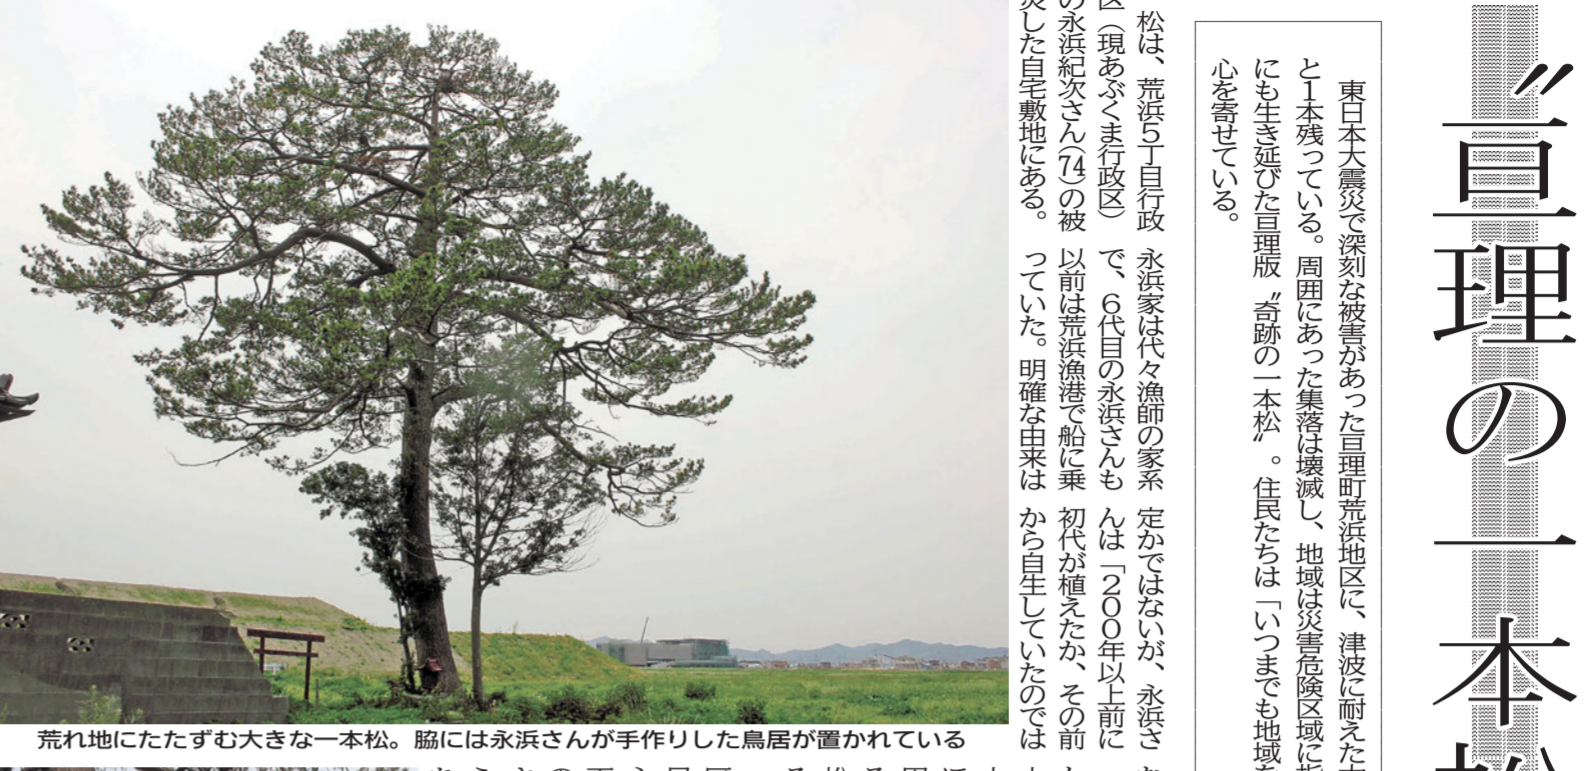 〝亘理の一本松
東日本大震災で深刻な被害があった亘理町荒浜地区に、津波に耐えた
と1本残っている。周囲にあった集落は壊滅し、地域は災害危険区域に指
にも生き延びた亘理版〝奇跡の一本松〟。住民たちは「いつまでも地域を
心を寄せている。
松は、荒浜5丁目行政
区（現あぶくま行政区）
の永浜紀次さん(74)の被
災した自宅敷地にある。
永浜家は代々漁師の家系
で、6代目の永浜さんも
以前は荒浜漁港で船に乗
っていた。明確な由来は
定かではないが、永浜さ
んは「200年以上前に
初代が植えたか、その前
から自生していたのでは
荒れ地にたたずむ大きな一本松。脇には永浜さんが手作りした鳥居が置かれている